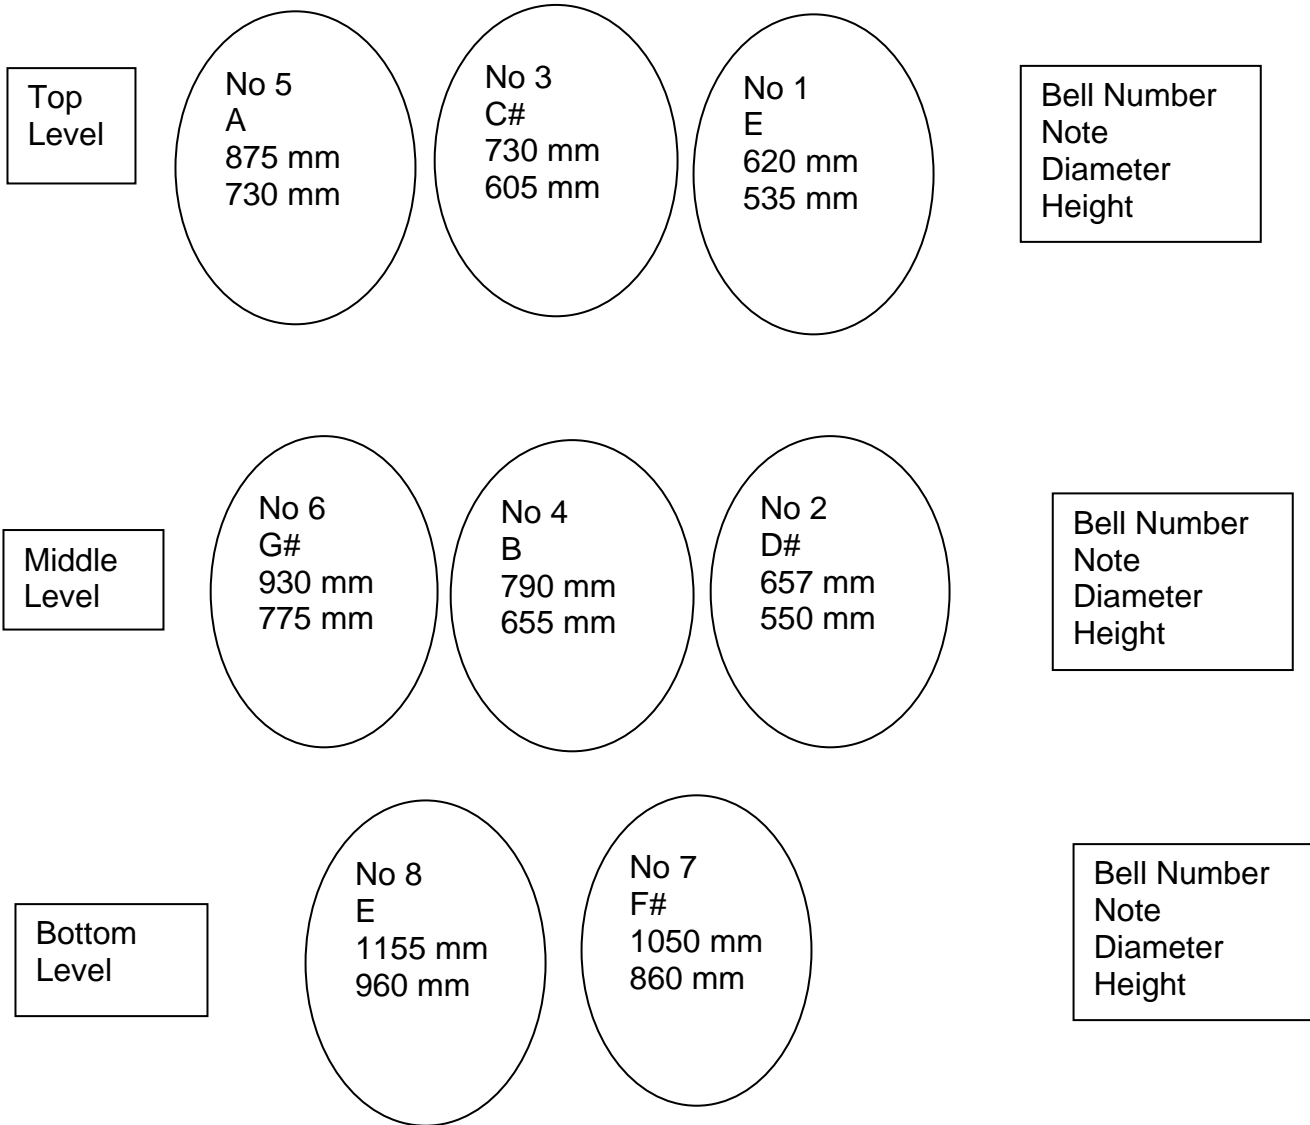 Top
Level
No 5
A
875 mm
730 mm
No 3
C#
730 mm
605 mm
No 1
E
620 mm
535 mm
Bell Number
Note
Diameter
Height
Middle
Level
No 6
G#
930 mm
775 mm
No 4
B
790 mm
655 mm
No 2
D#
657 mm
550 mm
Bell Number
Note
Diameter
Height
Bottom
Level
No 8
E
1155 mm
960 mm
No 7
F#
1050 mm
860 mm
Bell Number
Note
Diameter
Height